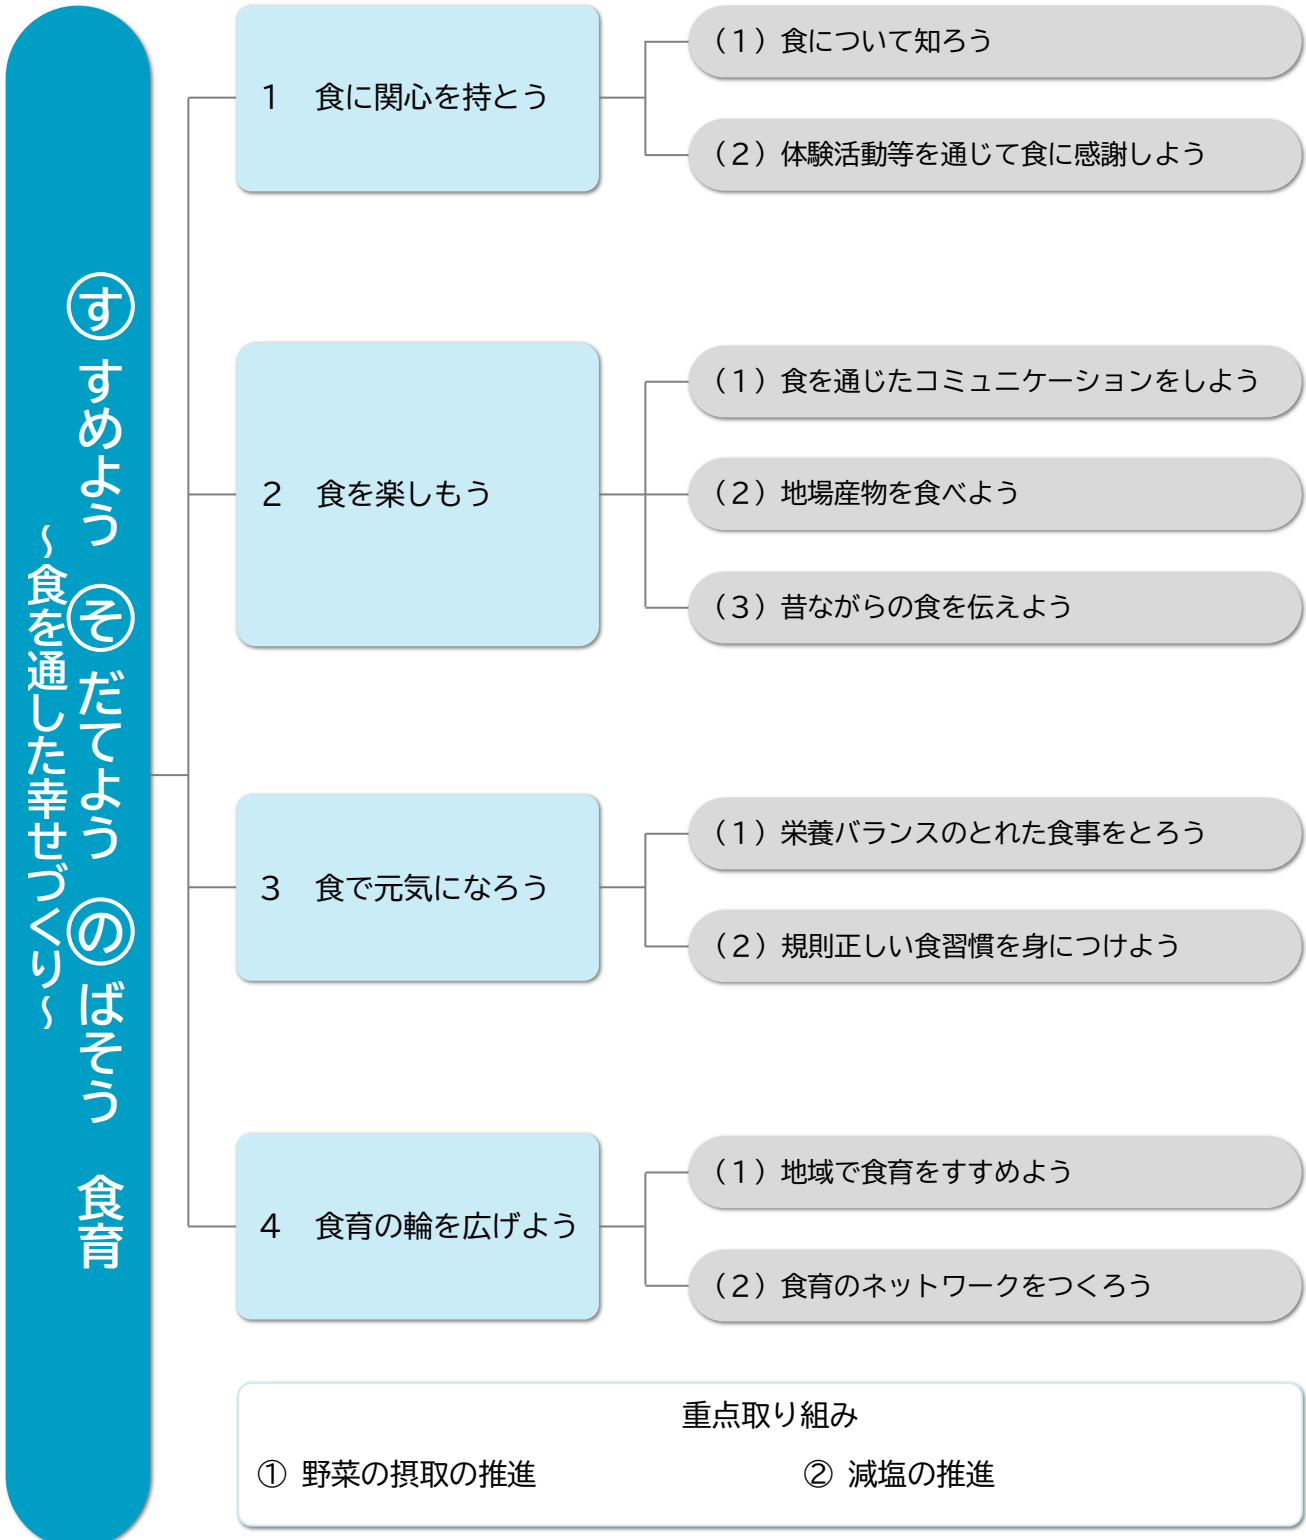 すすめよう そだてよう のばそう 食育
~食を通した幸せづくり~
1 食に関心を持とう
(1)食について知ろう
(2)体験活動等を通じて食に感謝しよう
2 食を楽しもう
(1)食を通じたコミュニケーションをしよう
(2)地場産物を食べよう
(3)昔ながらの食を伝えよう
3 食で元気になろう
(1)栄養バランスのとれた食事をとろう
(2)規則正しい食習慣を身につけよう
4 食育の輪を広げよう
(1)地域で食育をすすめよう
(2)食育のネットワークをつくろう
重点取り組み
① 野菜の摂取の推進 ② 減塩の推進